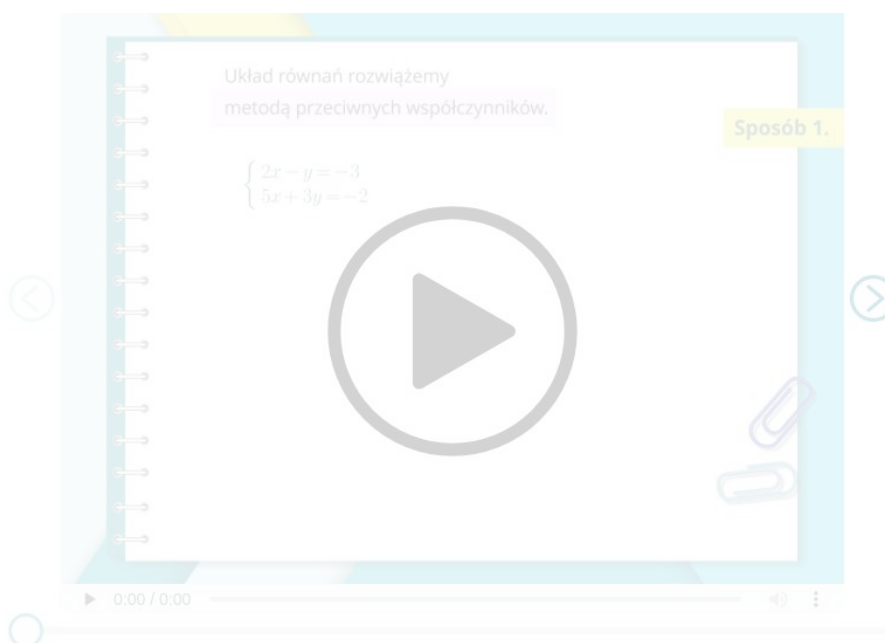 Układ równań rozwiążemy
metodą przeciwnych współczynników.
Sposób 1.
2x − y = −3
5x + 3y = −2
0:00 / 0:00